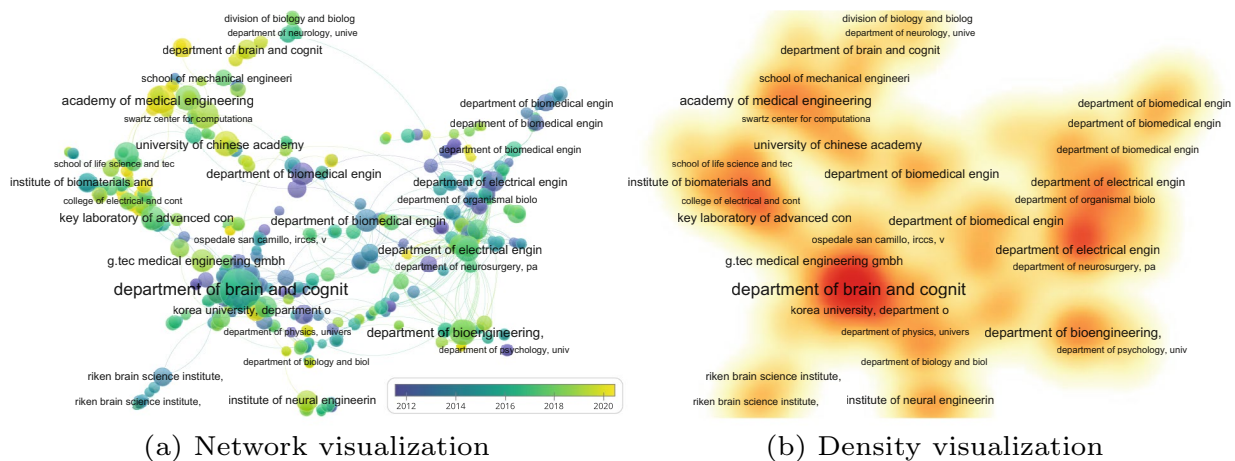 division of biology and biolog
department of neurology, unive
department of brain and cognit
school of mechanical engineeri
academy of medical engineering
swartz center for computationa
university of chinese academy
school of life science and tec
institute of biomaterials and
college of electrical and cont
key laboratory of advanced con
department of biomedical engin
department of biomedical engin
department of biomedical engin
department of biomedical engin
department of electrical engin
department of organismal biolo
department of biomedical engin
ospedale san camillo, irccs, v
department of electrical engin
department of neurosurgery, pa
g.tec medical engineering gmbh
department of brain and cognit
korea university, department o
department of physics, univers
department of bioengineering,
department of psychology, univ
department of biology and biol
riken brain science institute,
riken brain science institute,
institute of neural engineerin
2012 2014 2016 2018 2020
(a) Network visualization
division of biology and biolog
department of neurology, unive
department of brain and cognit
school of mechanical engineeri
academy of medical engineering
swartz center for computationa
university of chinese academy
school of life science and tec
institute of biomaterials and
college of electrical and cont
key laboratory of advanced con
department of biomedical engin
department of biomedical engin
department of biomedical engin
department of biomedical engin
department of electrical engin
department of organismal biolo
department of biomedical engin
ospedale san camillo, irccs, v
department of electrical engin
department of neurosurgery, pa
g.tec medical engineering gmbh
department of brain and cognit
korea university, department o
department of physics, univers
department of bioengineering,
department of psychology, univ
department of biology and biol
riken brain science institute,
riken brain science institute,
institute of neural engineerin
(b) Density visualization